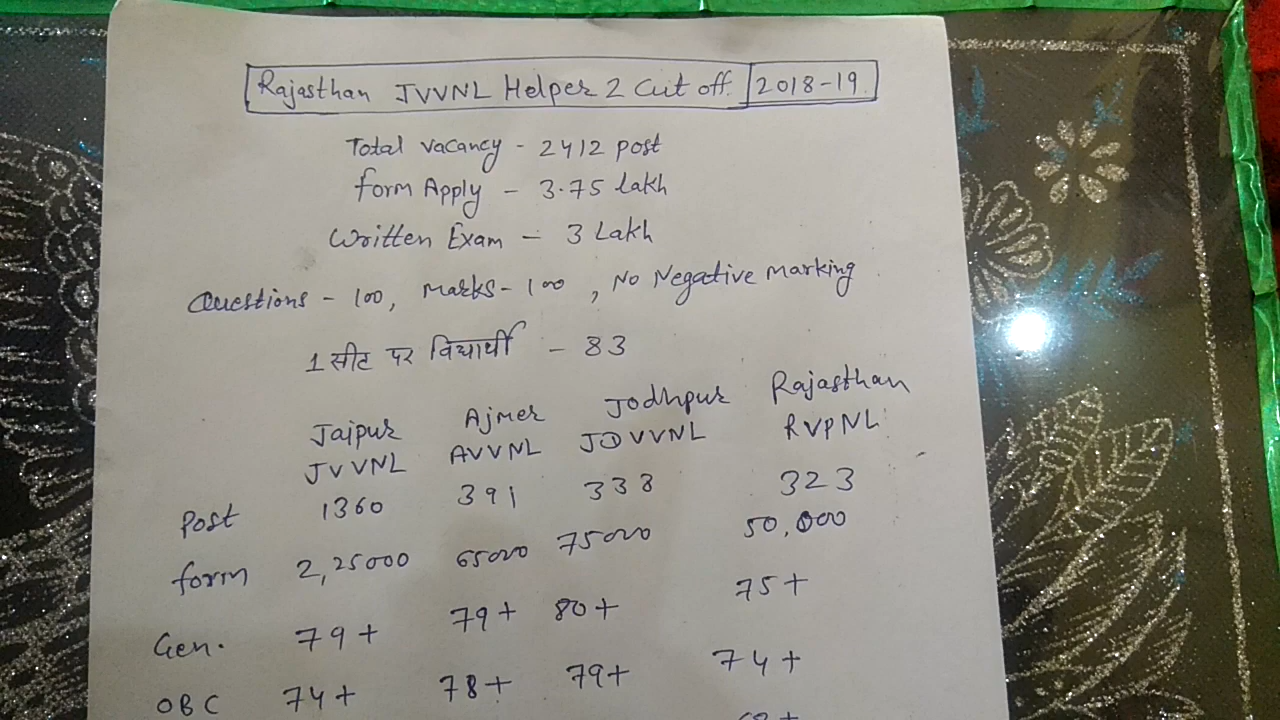 Rajasthan JVVNL Helper 2 Cut off. 2018-19.
Total vacancy - 2412 post
form Apply - 3.75 lakh
Written Exam - 3 Lakh
Questions - 100, Marks - 100, No Negative marking
1 सीट पर विद्यार्थी - 83
Jaipur Ajmer Jodhpur Rajasthan
JVVNL AVVNL JDVVNL RVPNL
Post 1360 391 338 323
form 2,25000 65000 75000 50,000
Gen. 79+ 79+ 80+ 75+
OBC 74+ 78+ 79+ 74+